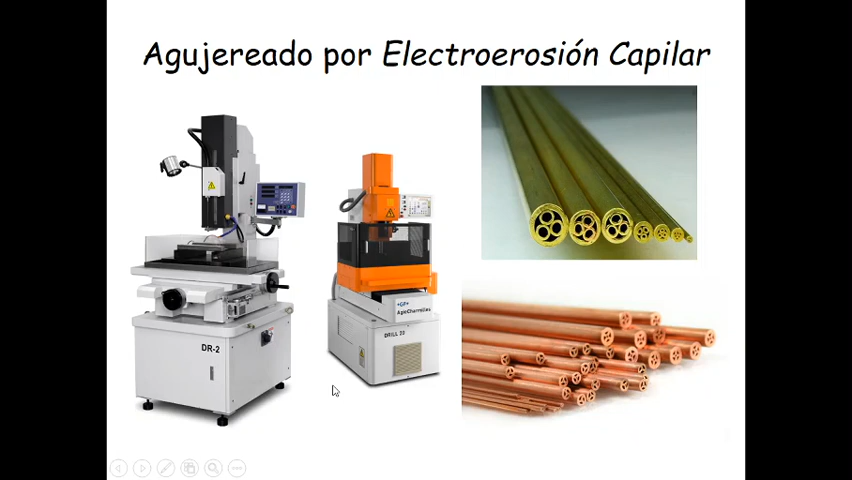 Agujereado por Electroerosión Capilar
DR-2
+GF+
AgieCharmilles
DRILL 20